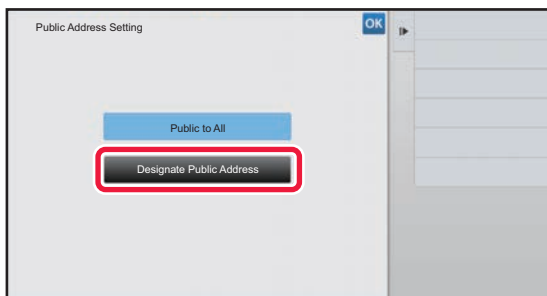 Public Address Setting
OK
Public to All
Designate Public Address